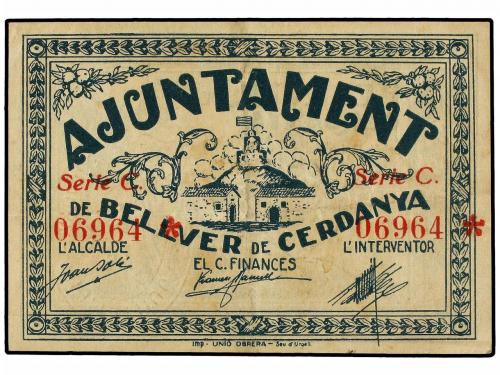 AJUNTAMENT
Serie C. Serie C.
DE BELLVER DE CERDANYA
06964 * 06964 *
L'ALCALDE EL C. FINANCES L'INTERVENTOR
Imp. - UNIÓ OBRERA - Seu d'Urgell